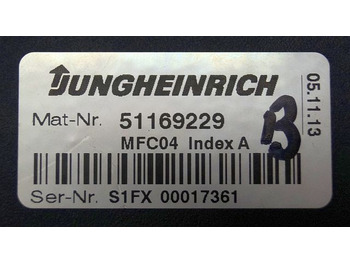 JUNGHEINRICH
Mat-Nr. 51169229
MFC04 Index A
Ser-Nr. S1FX 00017361
05.11.13
B